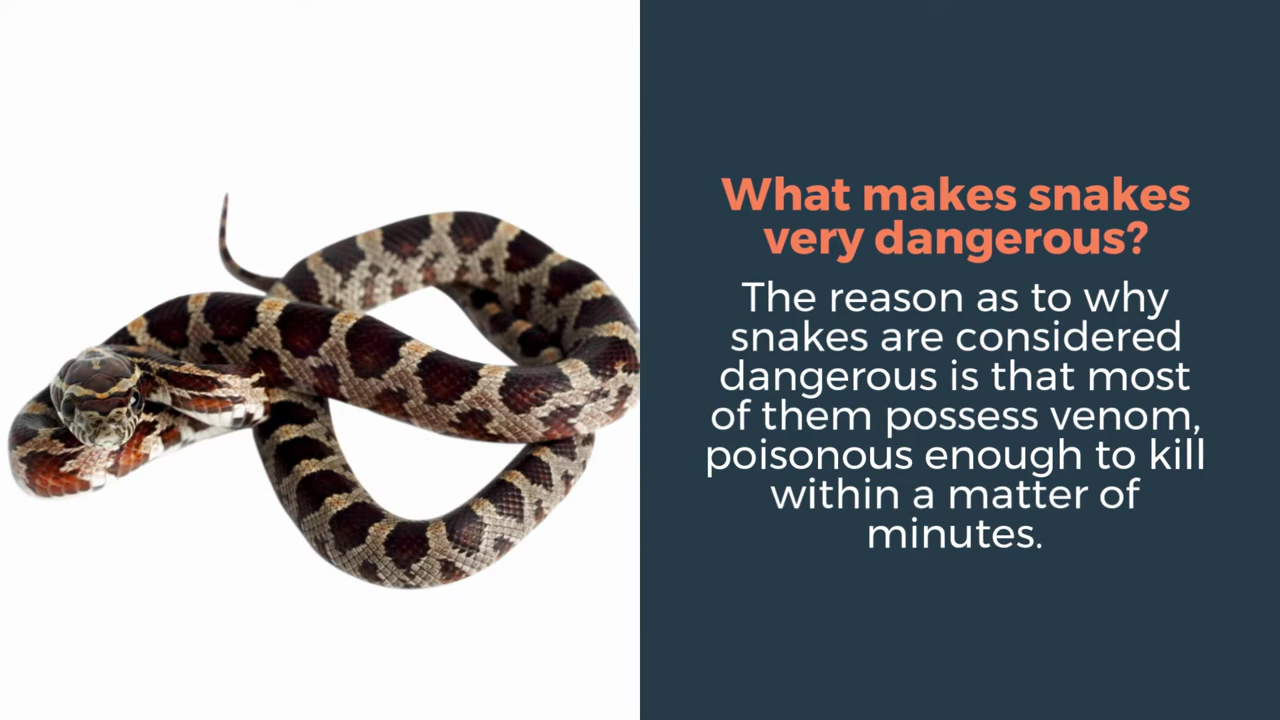 What makes snakes
very dangerous?
The reason as to why
snakes are considered
dangerous is that most
of them possess venom,
poisonous enough to kill
within a matter of
minutes.